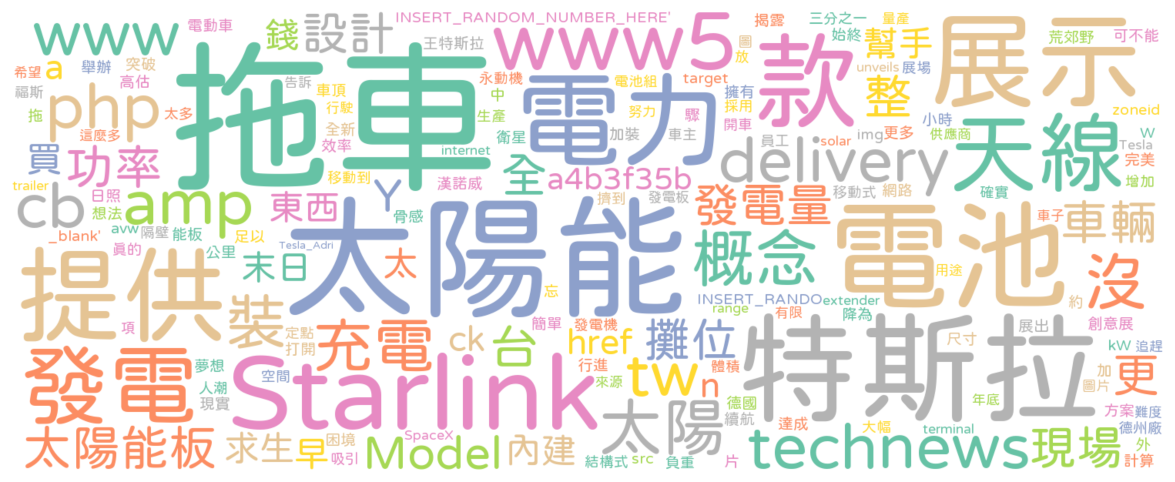 電動車 錢 設計 INSERT_RANDOM_NUMBER_HERE' 揭露 三分之一 量產
www 王特斯拉 www5 款 圖 始終 幫手 展示 荒郊野 可不能
希望 a 舉辦 突破 拖車 告訴 永動機 電池組 target 放 unveils 展場
福斯 高估 車頂 中 電力 擁有 整 zoneid
拖 php 太多 行駛 生產 努力 採用 小時
這麼多 全新 衛星 加裝 車主 驟 開車 員工 img 更多 供應商 天線 W
買 功率 效率 internet delivery solar Tesla
trailer 日照 移動到 漢諾威 全 a4b3f35b 擠到 發電板 移動式 網路 確實 完美
cb 想法 amp 東西 Y 骨感 發電量 增加
_blank' avw 隔壁 能板 足以 太陽能 車子 車輛
真的 公里 Tesla_Adri 概念 電池
提供 末日 太 忘 用途 沒
項 裝 定點 INSERT_RANDO extender 約
打開 充電 簡單 發電機 range 有限 降為 創意展
發電 ck 台 href 攤位 特斯拉 尺寸 展出 kW 追趕
夢想 空間 Starlink 行進 體積 加 更
人潮 來源 twn 圖片
現實 德國 年底 方案 難度
太陽能板 求生 早 SpaceX 太陽 續航 達成 大幅 terminal 德州廠
困境 Model 內建 src technews 現場 外
吸引 結構式 負重 片 計算